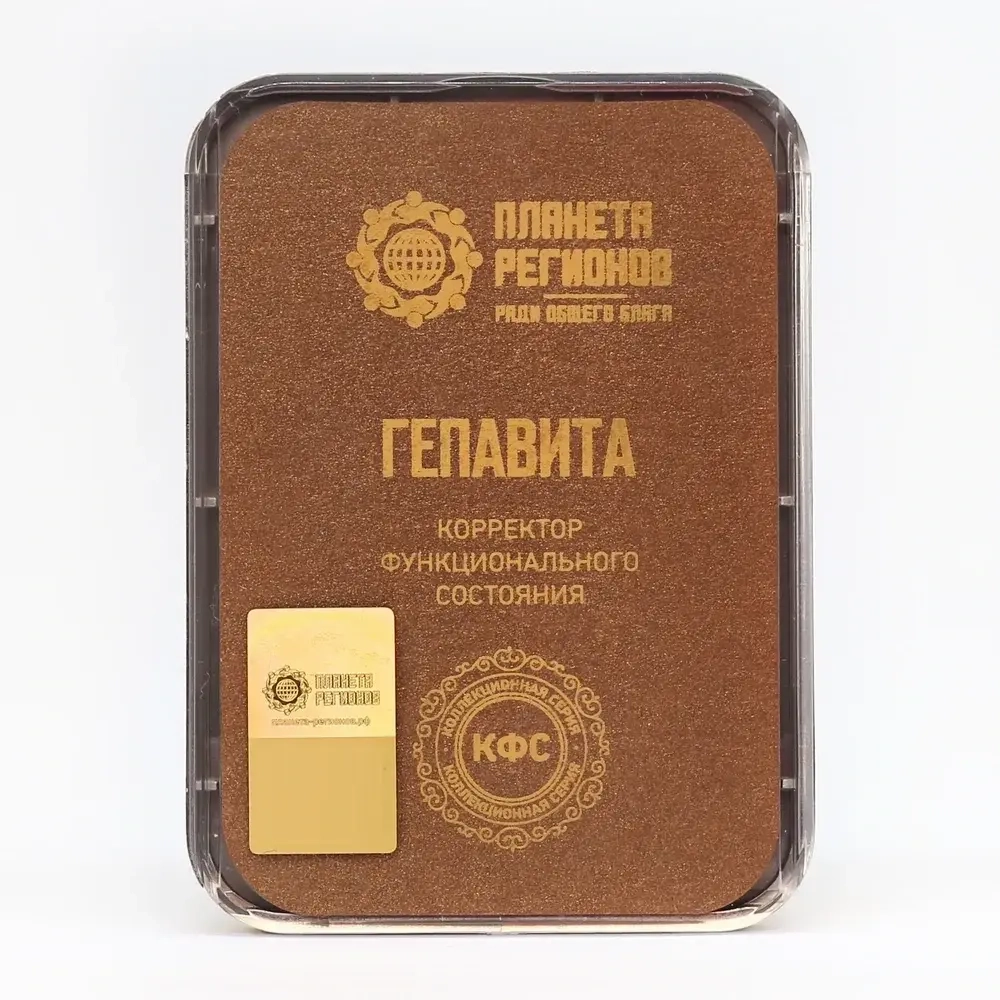 ПЛАНЕТА
РЕГИОНОВ
РАДИ ОБЩЕГО БЛАГА
ГЕПАВИТА
КОРРЕКТОР
ФУНКЦИОНАЛЬНОГО
СОСТОЯНИЯ
ПЛАНЕТА
РЕГИОНОВ
планета-регионов.рф
КОЛЛЕКЦИОННАЯ СЕРИЯ
КФС
КОЛЛЕКЦИОННАЯ СЕРИЯ